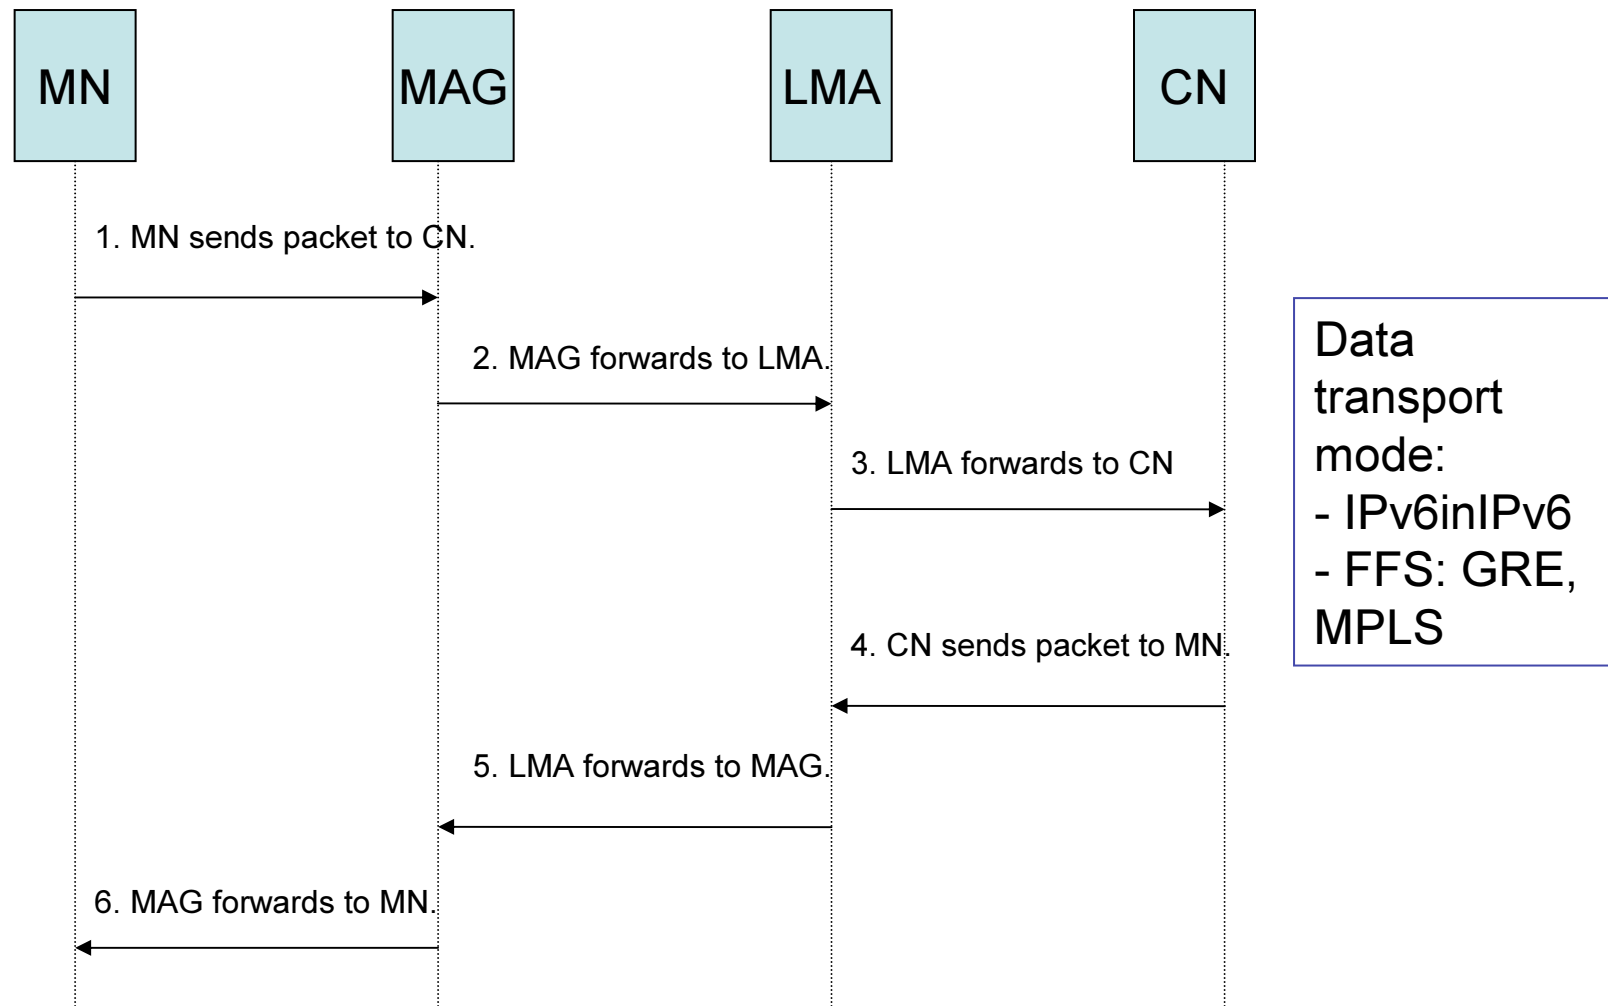 MN
MAG
LMA
CN
1. MN sends packet to CN.
2. MAG forwards to LMA.
3. LMA forwards to CN
Data
transport
mode:
- IPv6inIPv6
- FFS: GRE,
MPLS
4. CN sends packet to MN.
5. LMA forwards to MAG.
6. MAG forwards to MN.